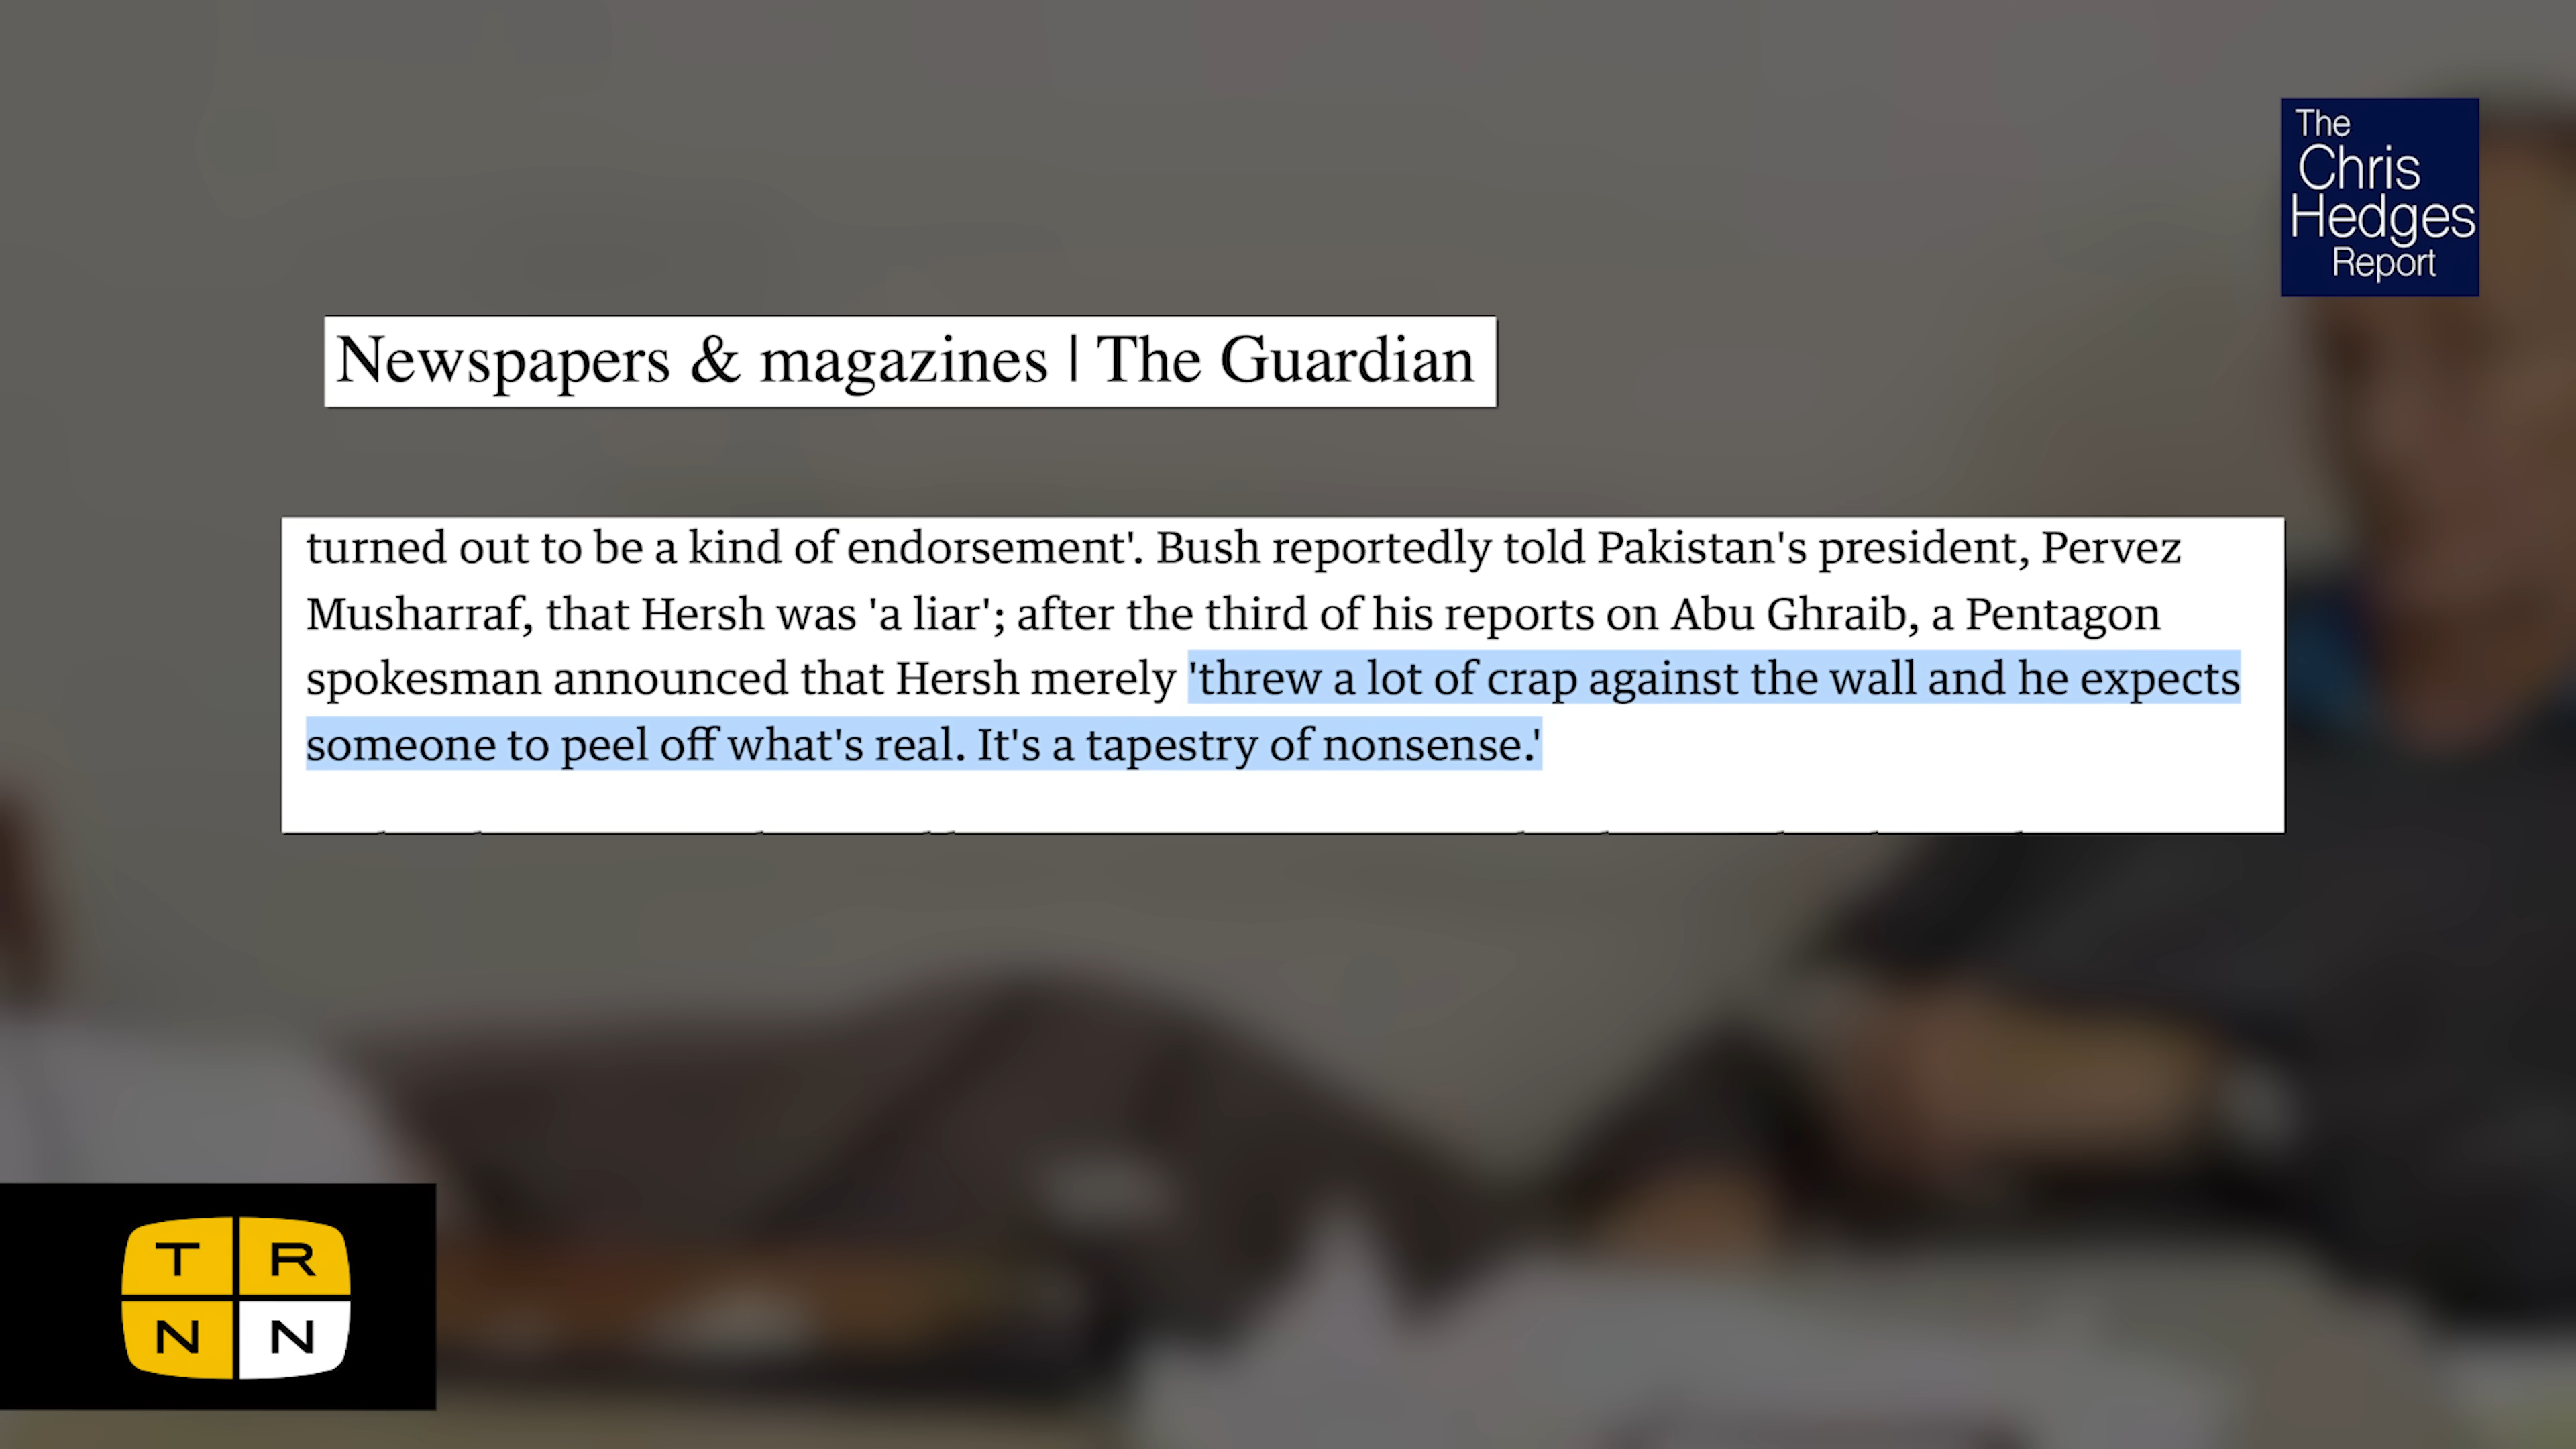 The
Chris
Hedges
Report
Newspapers & magazines | The Guardian
turned out to be a kind of endorsement'. Bush reportedly told Pakistan's president, Pervez
Musharraf, that Hersh was 'a liar'; after the third of his reports on Abu Ghraib, a Pentagon
spokesman announced that Hersh merely 'threw a lot of crap against the wall and he expects
someone to peel off what's real. It's a tapestry of nonsense.'
T R
N N